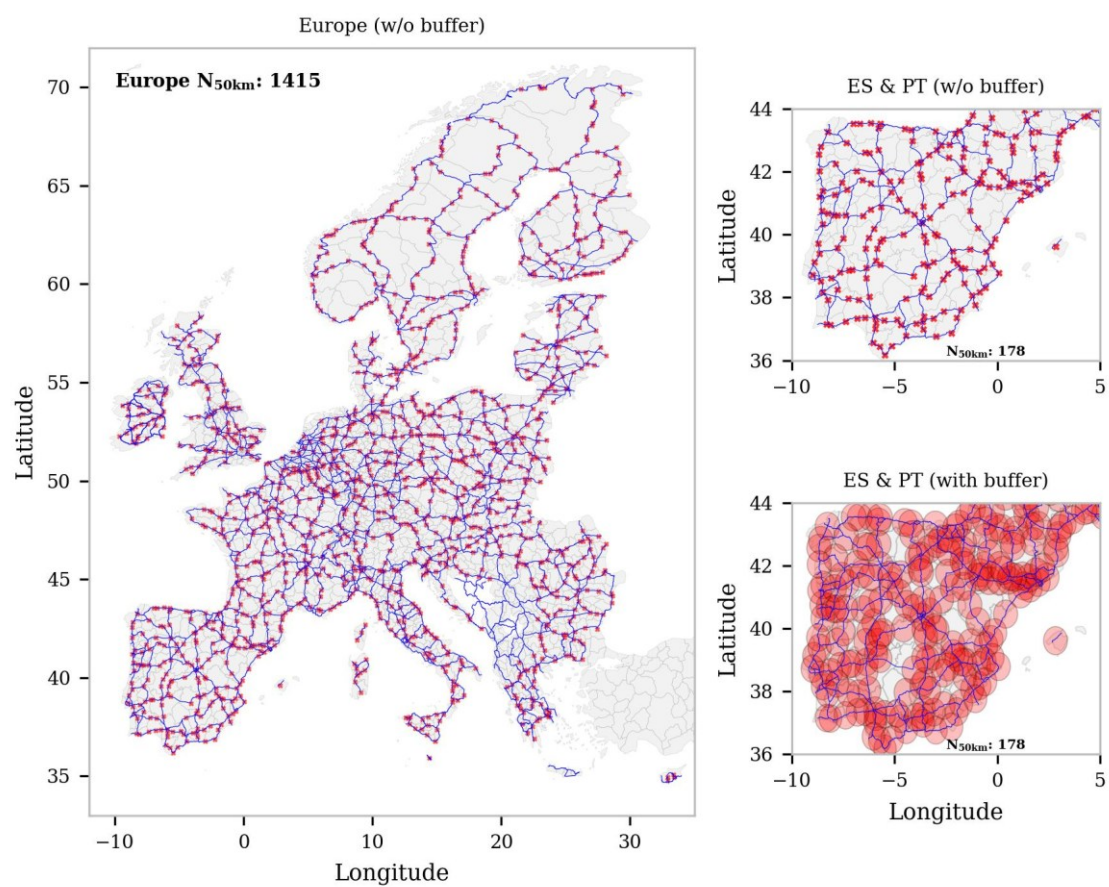 Europe (w/o buffer)
Europe N50km: 1415
70
65
60
55
50
45
40
35
Latitude
−10
0
10
20
30
Longitude
ES & PT (w/o buffer)
44
42
40
38
36
Latitude
N50km: 178
−10
−5
0
5
ES & PT (with buffer)
44
42
40
38
36
Latitude
N50km: 178
−10
−5
0
5
Longitude